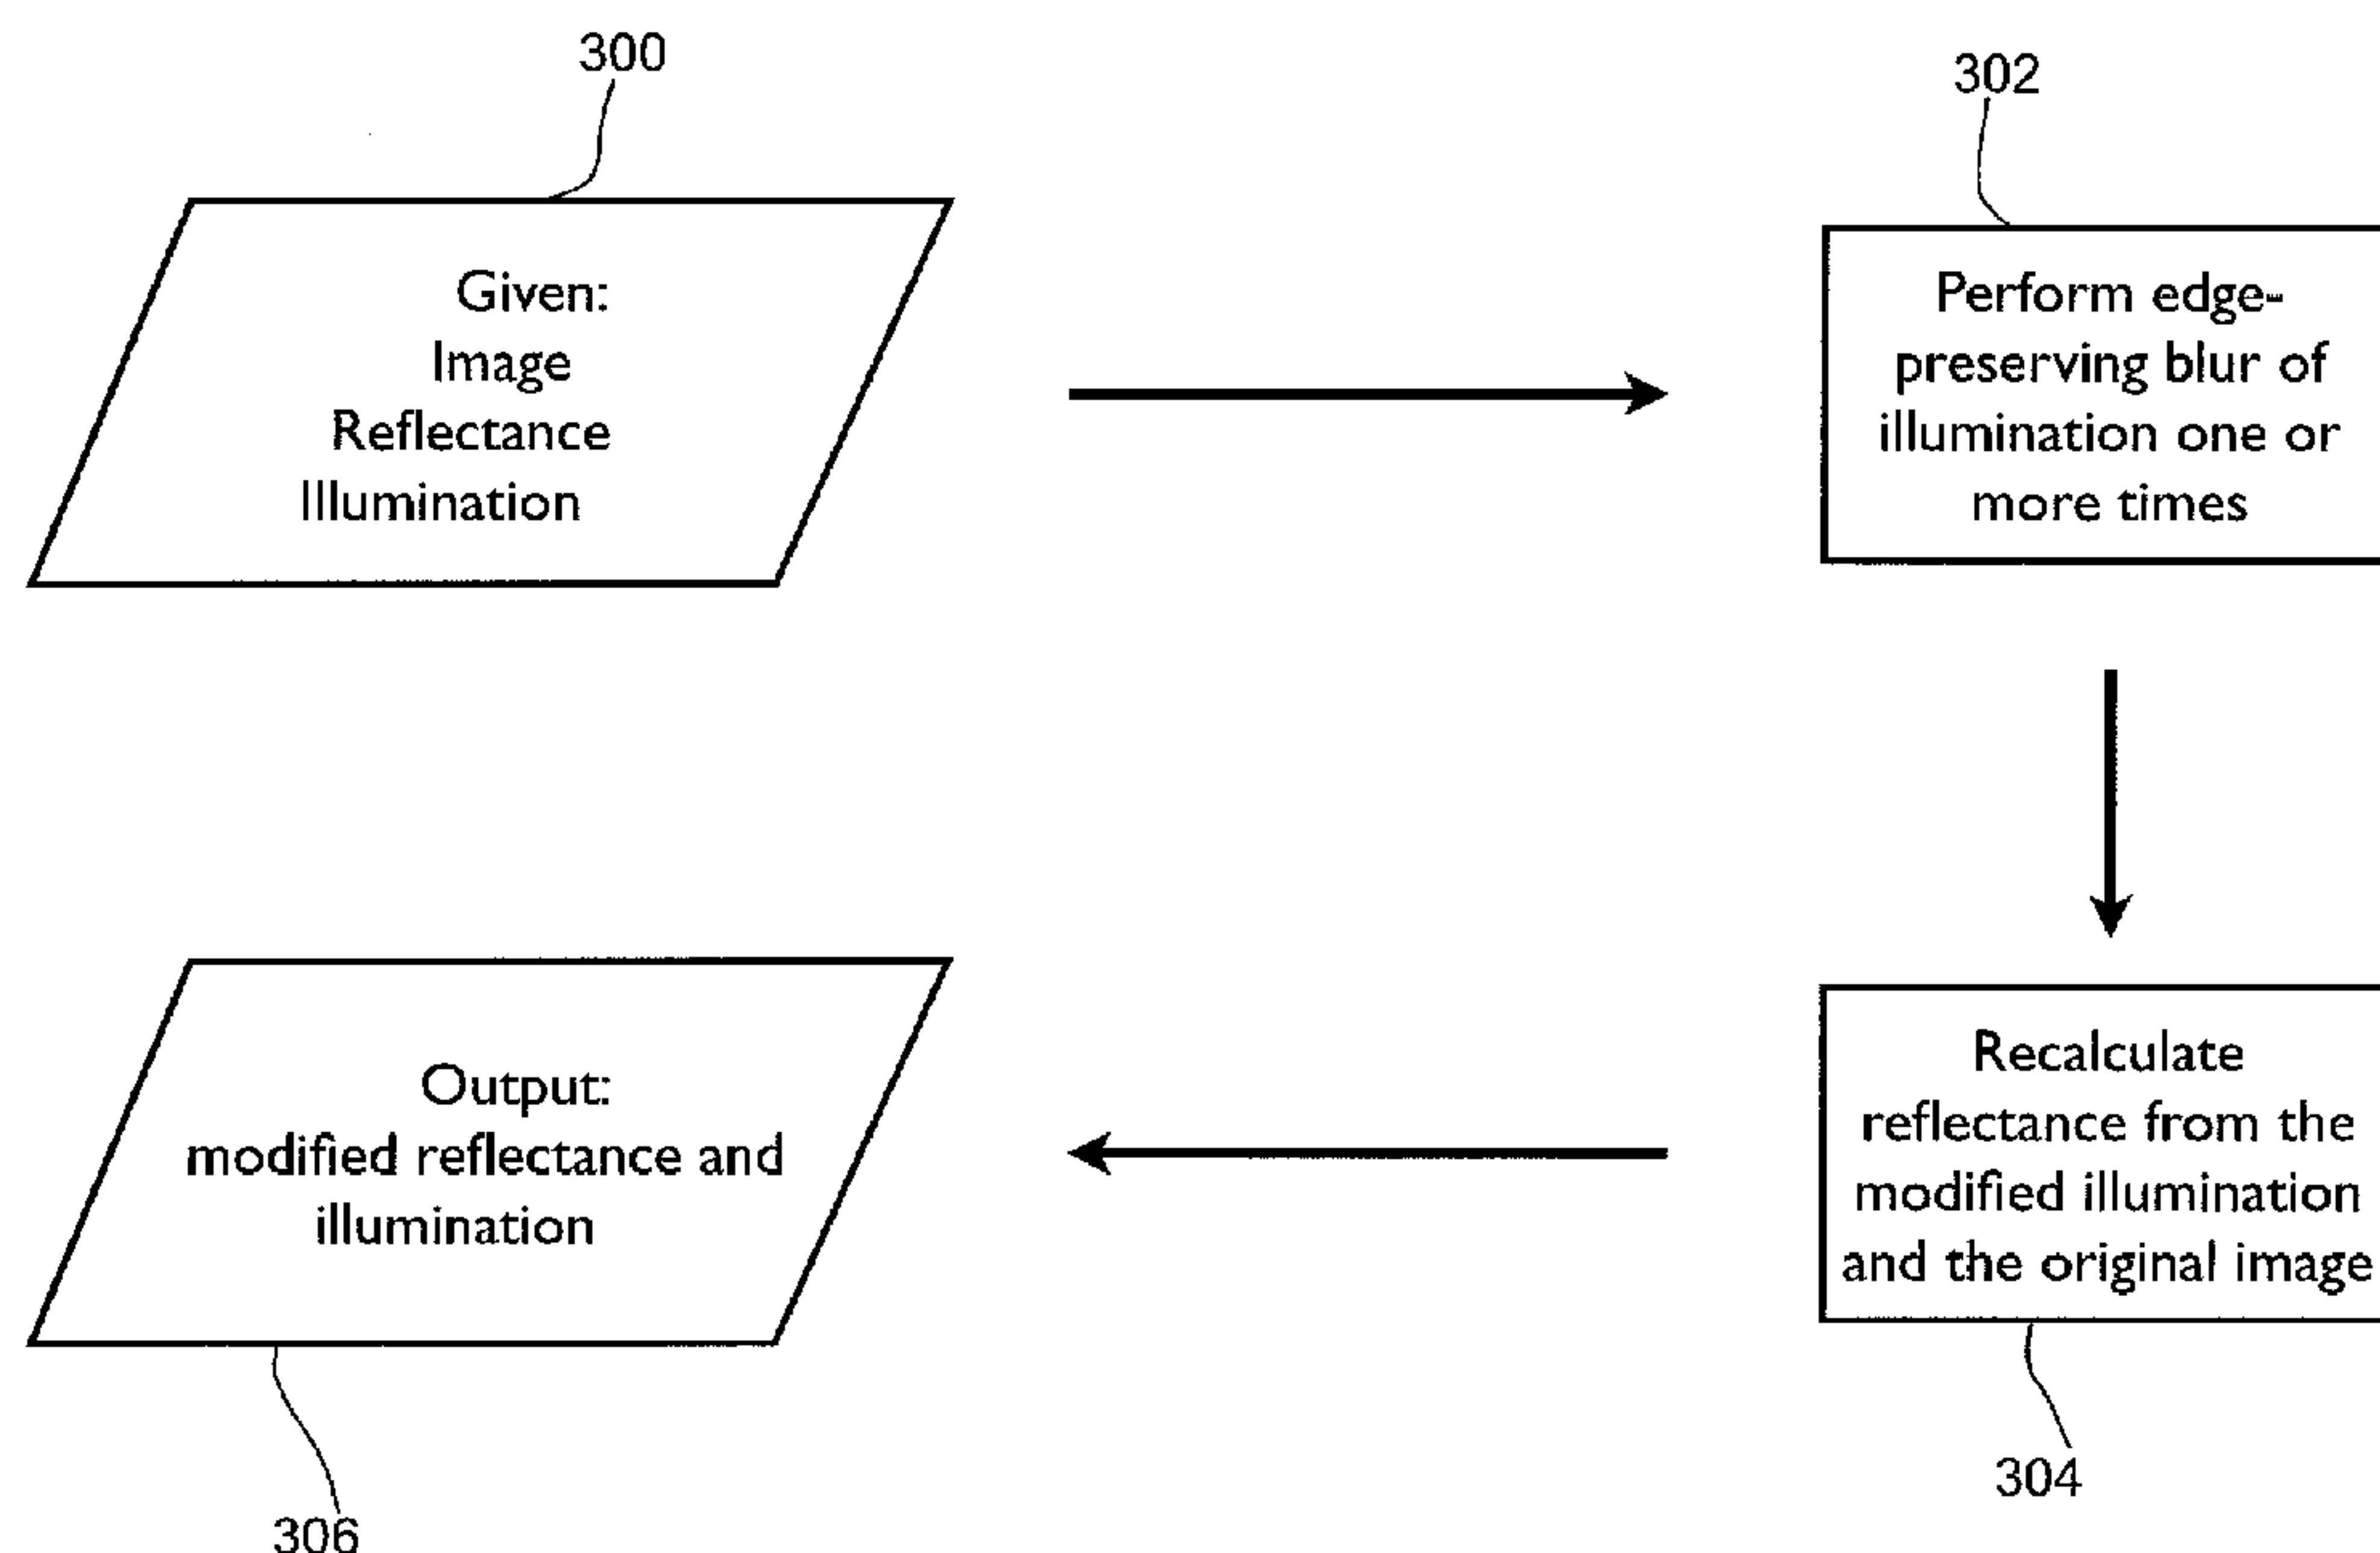 300
302
Given:
Image
Reflectance
Illumination
Perform edge-
preserving blur of
illumination one or
more times
Recalculate
reflectance from the
modified illumination
and the original image
304
Output:
modified reflectance and
illumination
306